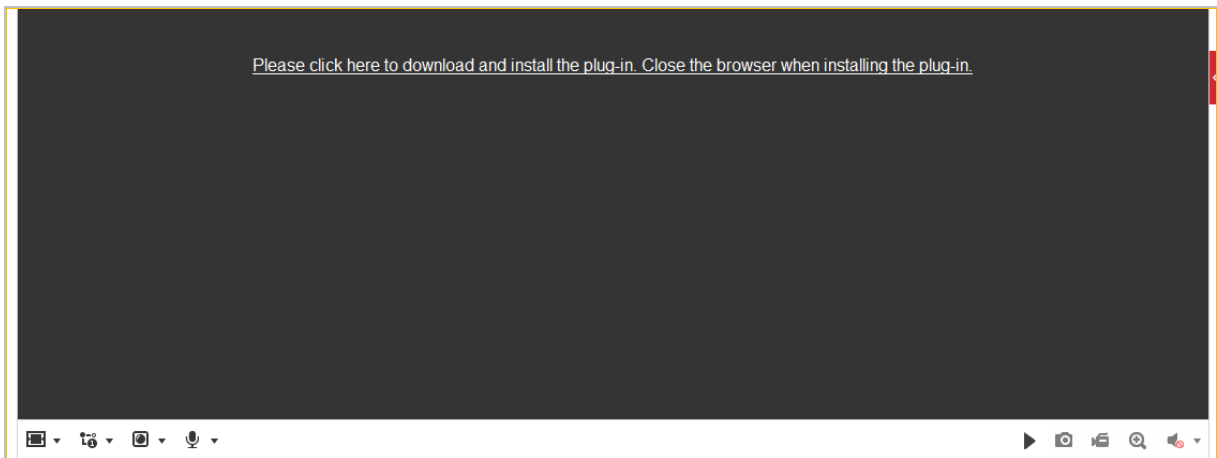 Please click here to download and install the plug-in. Close the browser when installing the plug-in.